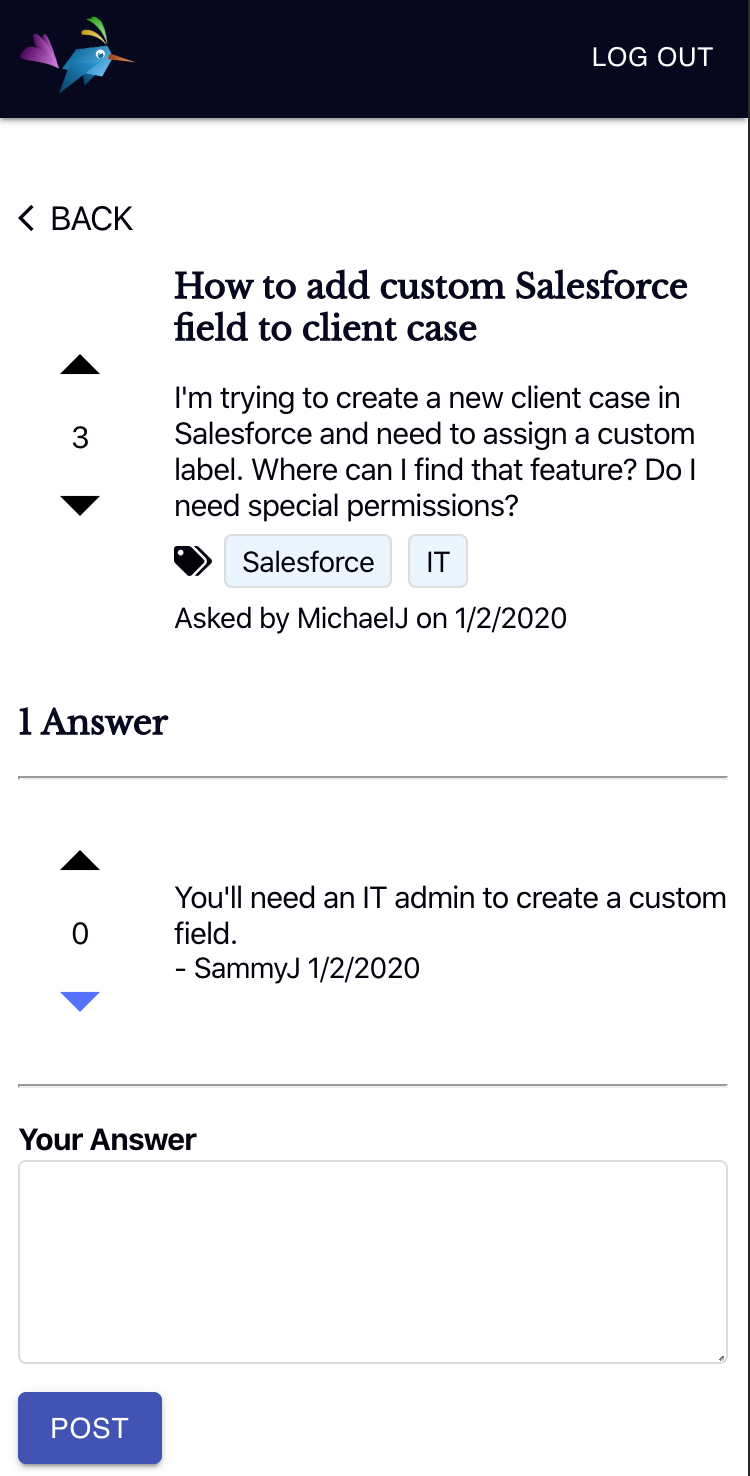 LOG OUT
BACK
How to add custom Salesforce
field to client case
3
I'm trying to create a new client case in
Salesforce and need to assign a custom
label. Where can I find that feature? Do I
need special permissions?
Salesforce IT
Asked by MichaelJ on 1/2/2020
1 Answer
0
You'll need an IT admin to create a custom
field.
- SammyJ 1/2/2020
Your Answer
POST